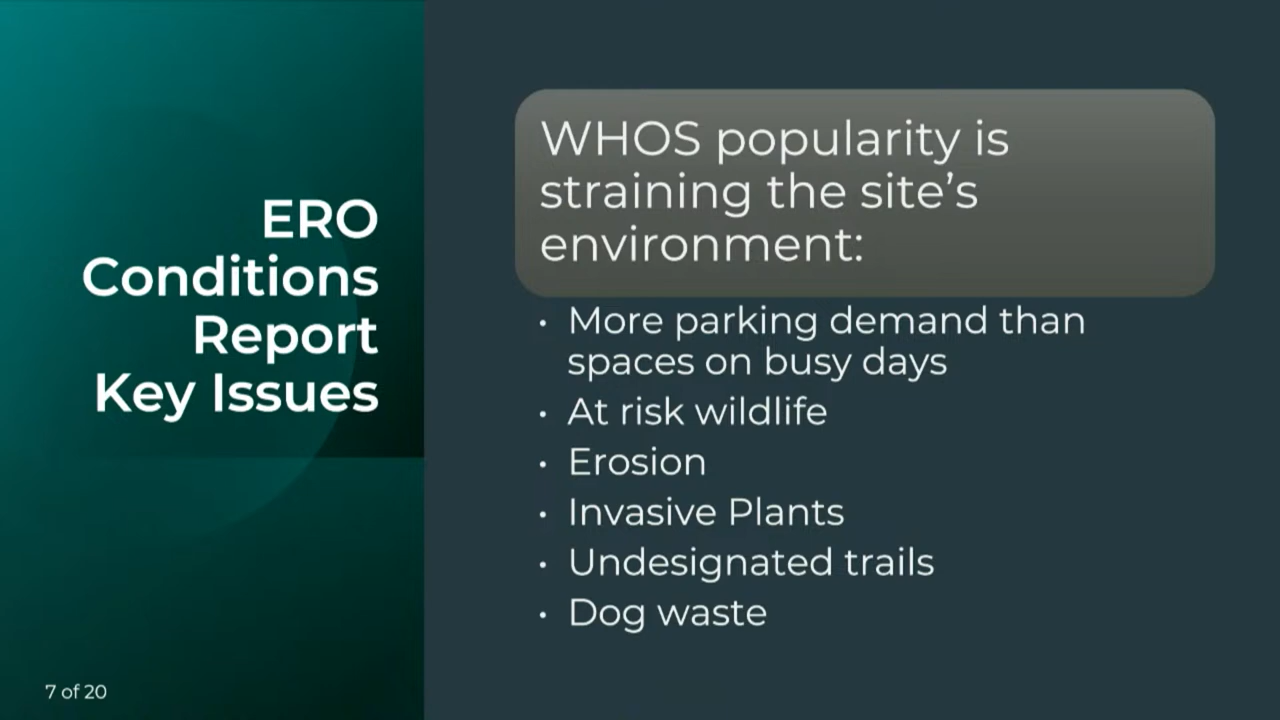 ERO
Conditions
Report
Key Issues
WHOS popularity is
straining the site’s
environment:
• More parking demand than
spaces on busy days
• At risk wildlife
• Erosion
• Invasive Plants
• Undesignated trails
• Dog waste
7 of 20